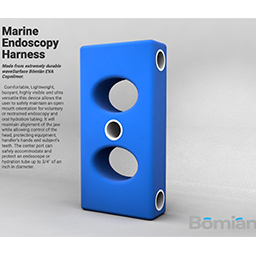 Marine
Endoscopy
Harness
Made from extremely durable
waveSurface Bömian EVA
Copolimer.
Comfortable, Lightweight,
buoyant, highly visible and ultra
versatile this device allows the
user to safely maintain an open
mouth orientation for voluntary
or restrained endoscopy and
oral hydration tubing. It will
maintain alignment of the jaw
while allowing control of the
head, protecting equipment,
handler's hands and subject's
teeth. The center port can
safely accommodate and
protect an endoscope or
hydration tube up to 3/4" of an
inch in diameter.
Bömian